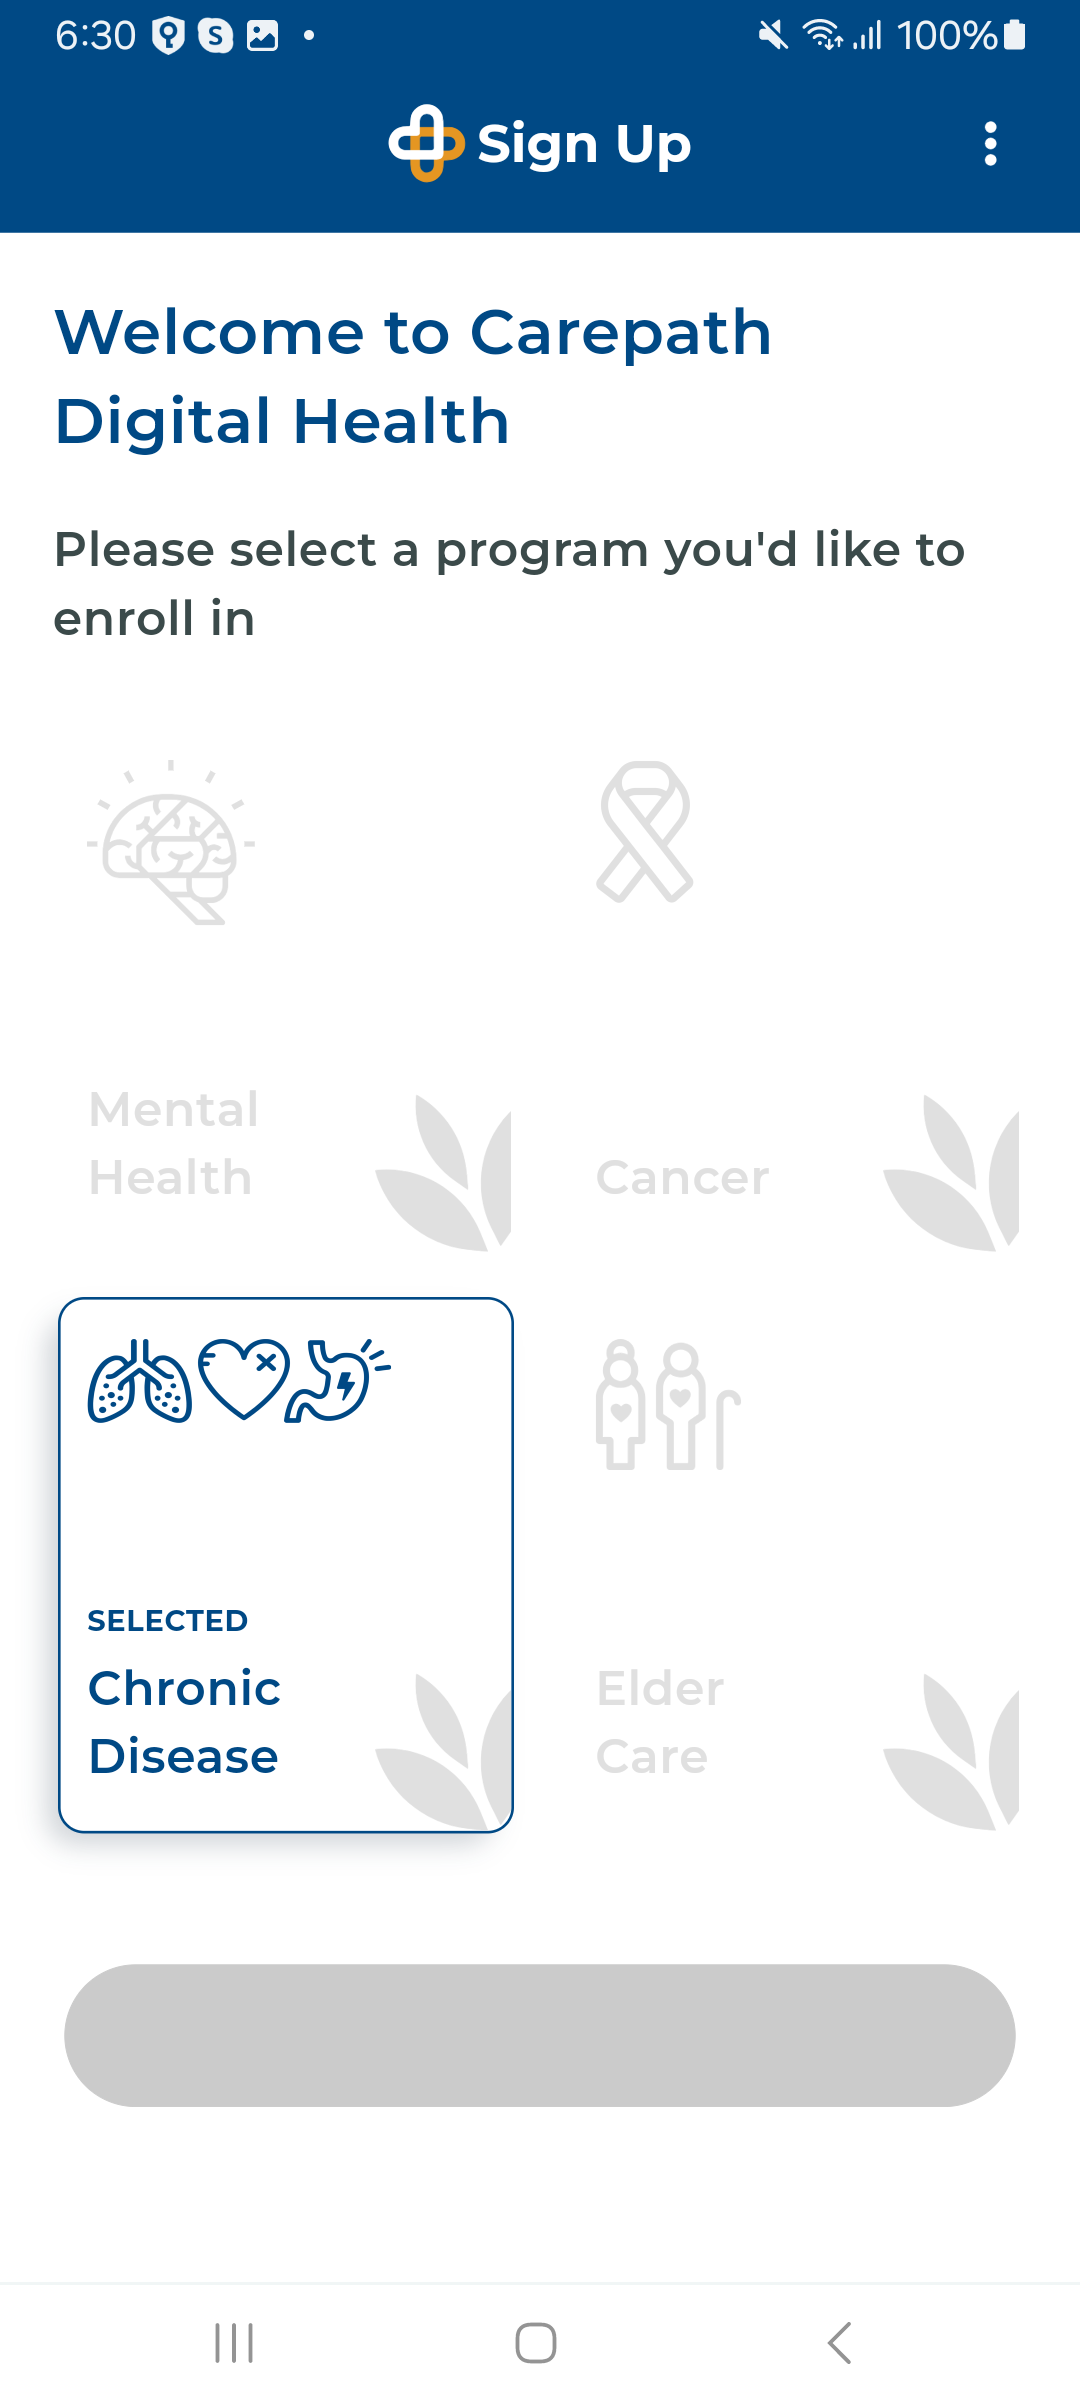 6:30
100%
Sign Up
Welcome to Carepath
Digital Health
Please select a program you'd like to
enroll in
Mental
Health
Cancer
SELECTED
Chronic
Disease
Elder
Care